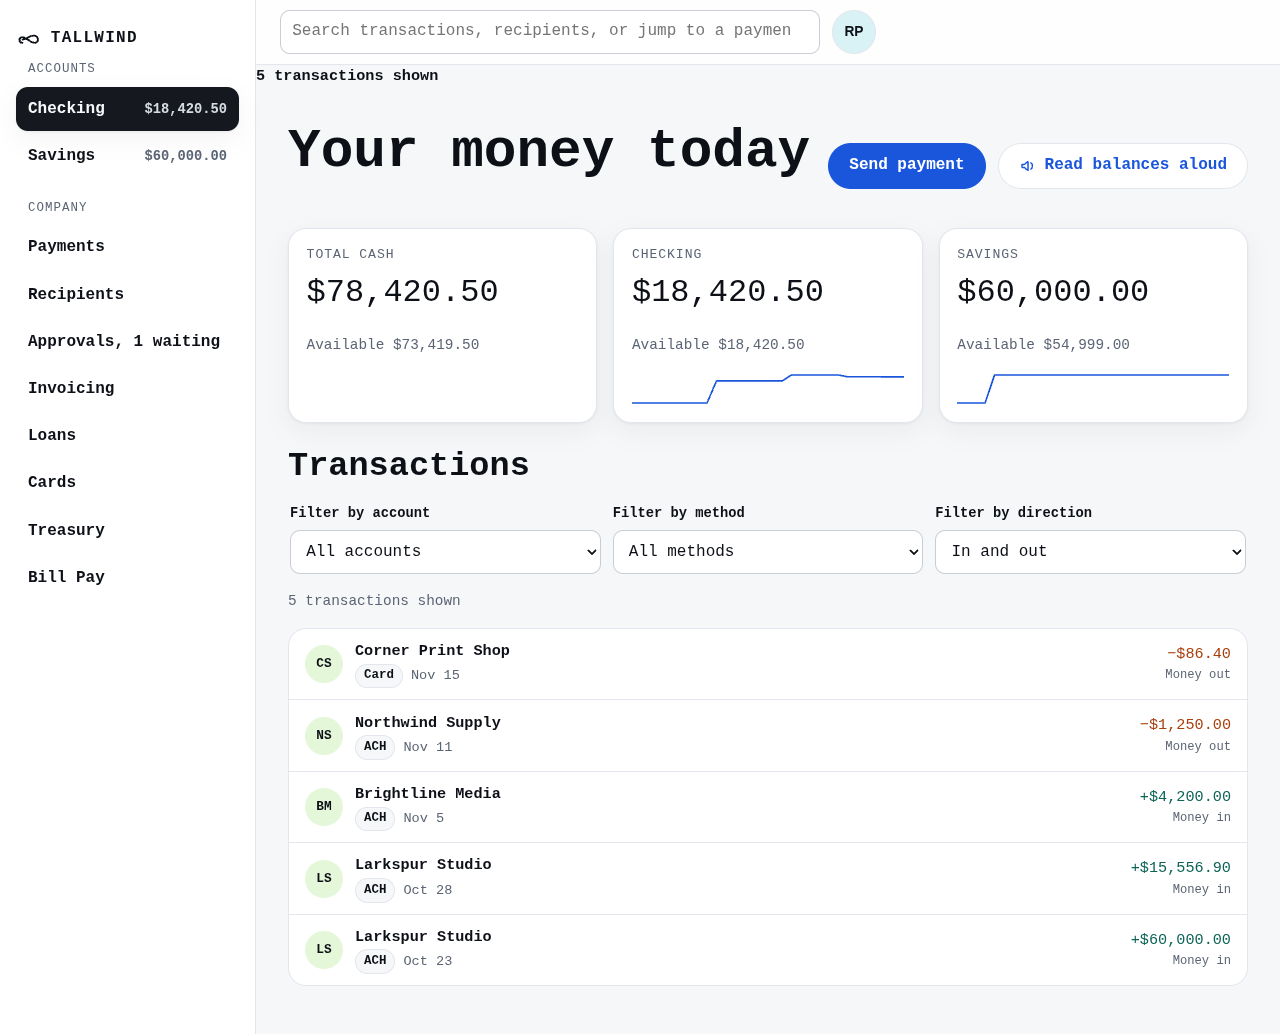 TALLWIND
ACCOUNTS
Checking $18,420.50
Savings $60,000.00
COMPANY
Payments
Recipients
Approvals, 1 waiting
Invoicing
Loans
Cards
Treasury
Bill Pay
Search transactions, recipients, or jump to a paymen
RP
5 transactions shown
Your money today
Send payment
Read balances aloud
TOTAL CASH
$78,420.50
Available $73,419.50
CHECKING
$18,420.50
Available $18,420.50
SAVINGS
$60,000.00
Available $54,999.00
Transactions
Filter by account
All accounts
Filter by method
All methods
Filter by direction
In and out
5 transactions shown
CS
Corner Print Shop
Card Nov 15
−$86.40
Money out
NS
Northwind Supply
ACH Nov 11
−$1,250.00
Money out
BM
Brightline Media
ACH Nov 5
+$4,200.00
Money in
LS
Larkspur Studio
ACH Oct 28
+$15,556.90
Money in
LS
Larkspur Studio
ACH Oct 23
+$60,000.00
Money in